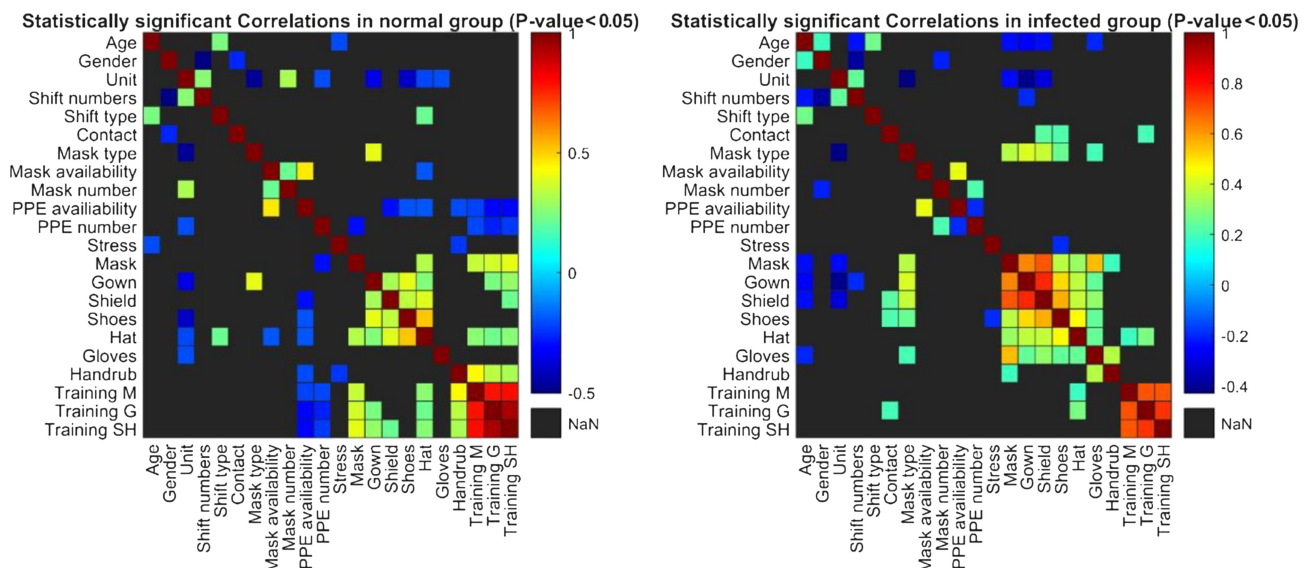 Statistically significant Correlations in normal group (P-value<0.05)
Age
Gender
Unit
Shift numbers
Shift type
Contact
Mask type
Mask availability
Mask number
PPE availiability
PPE number
Stress
Mask
Gown
Shield
Shoes
Hat
Gloves
Handrub
Training M
Training G
Training SH
Age
Gender
Unit
Shift numbers
Shift type
Contact
Mask type
Mask availability
Mask number
PPE availiability
PPE number
Stress
Mask
Gown
Shield
Shoes
Hat
Gloves
Handrub
Training M
Training G
Training SH
1
0.5
0
-0.5
NaN
Statistically significant Correlations in infected group (P-value<0.05)
Age
Gender
Unit
Shift numbers
Shift type
Contact
Mask type
Mask availability
Mask number
PPE availiability
PPE number
Stress
Mask
Gown
Shield
Shoes
Hat
Gloves
Handrub
Training M
Training G
Training SH
Age
Gender
Unit
Shift numbers
Shift type
Contact
Mask type
Mask availability
Mask number
PPE availiability
PPE number
Stress
Mask
Gown
Shield
Shoes
Hat
Gloves
Handrub
Training M
Training G
Training SH
1
0.8
0.6
0.4
0.2
0
-0.2
-0.4
NaN